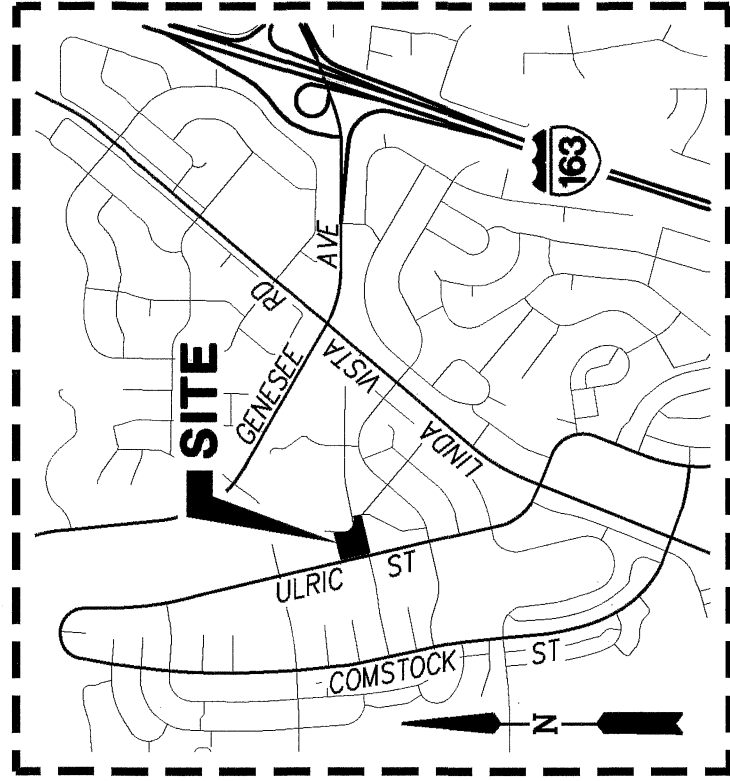 163
RD
AVE
SITE
GENESEE
VISTA
LINDA
ULRIC ST
COMSTOCK ST
N